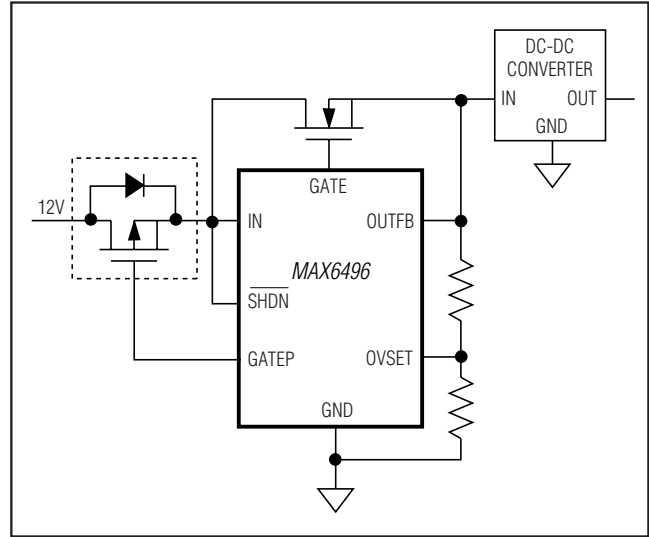 DC-DC
CONVERTER
IN OUT
GND
12V
GATE
IN OUTFB
MAX6496
SHDN
GATEP OVSET
GND